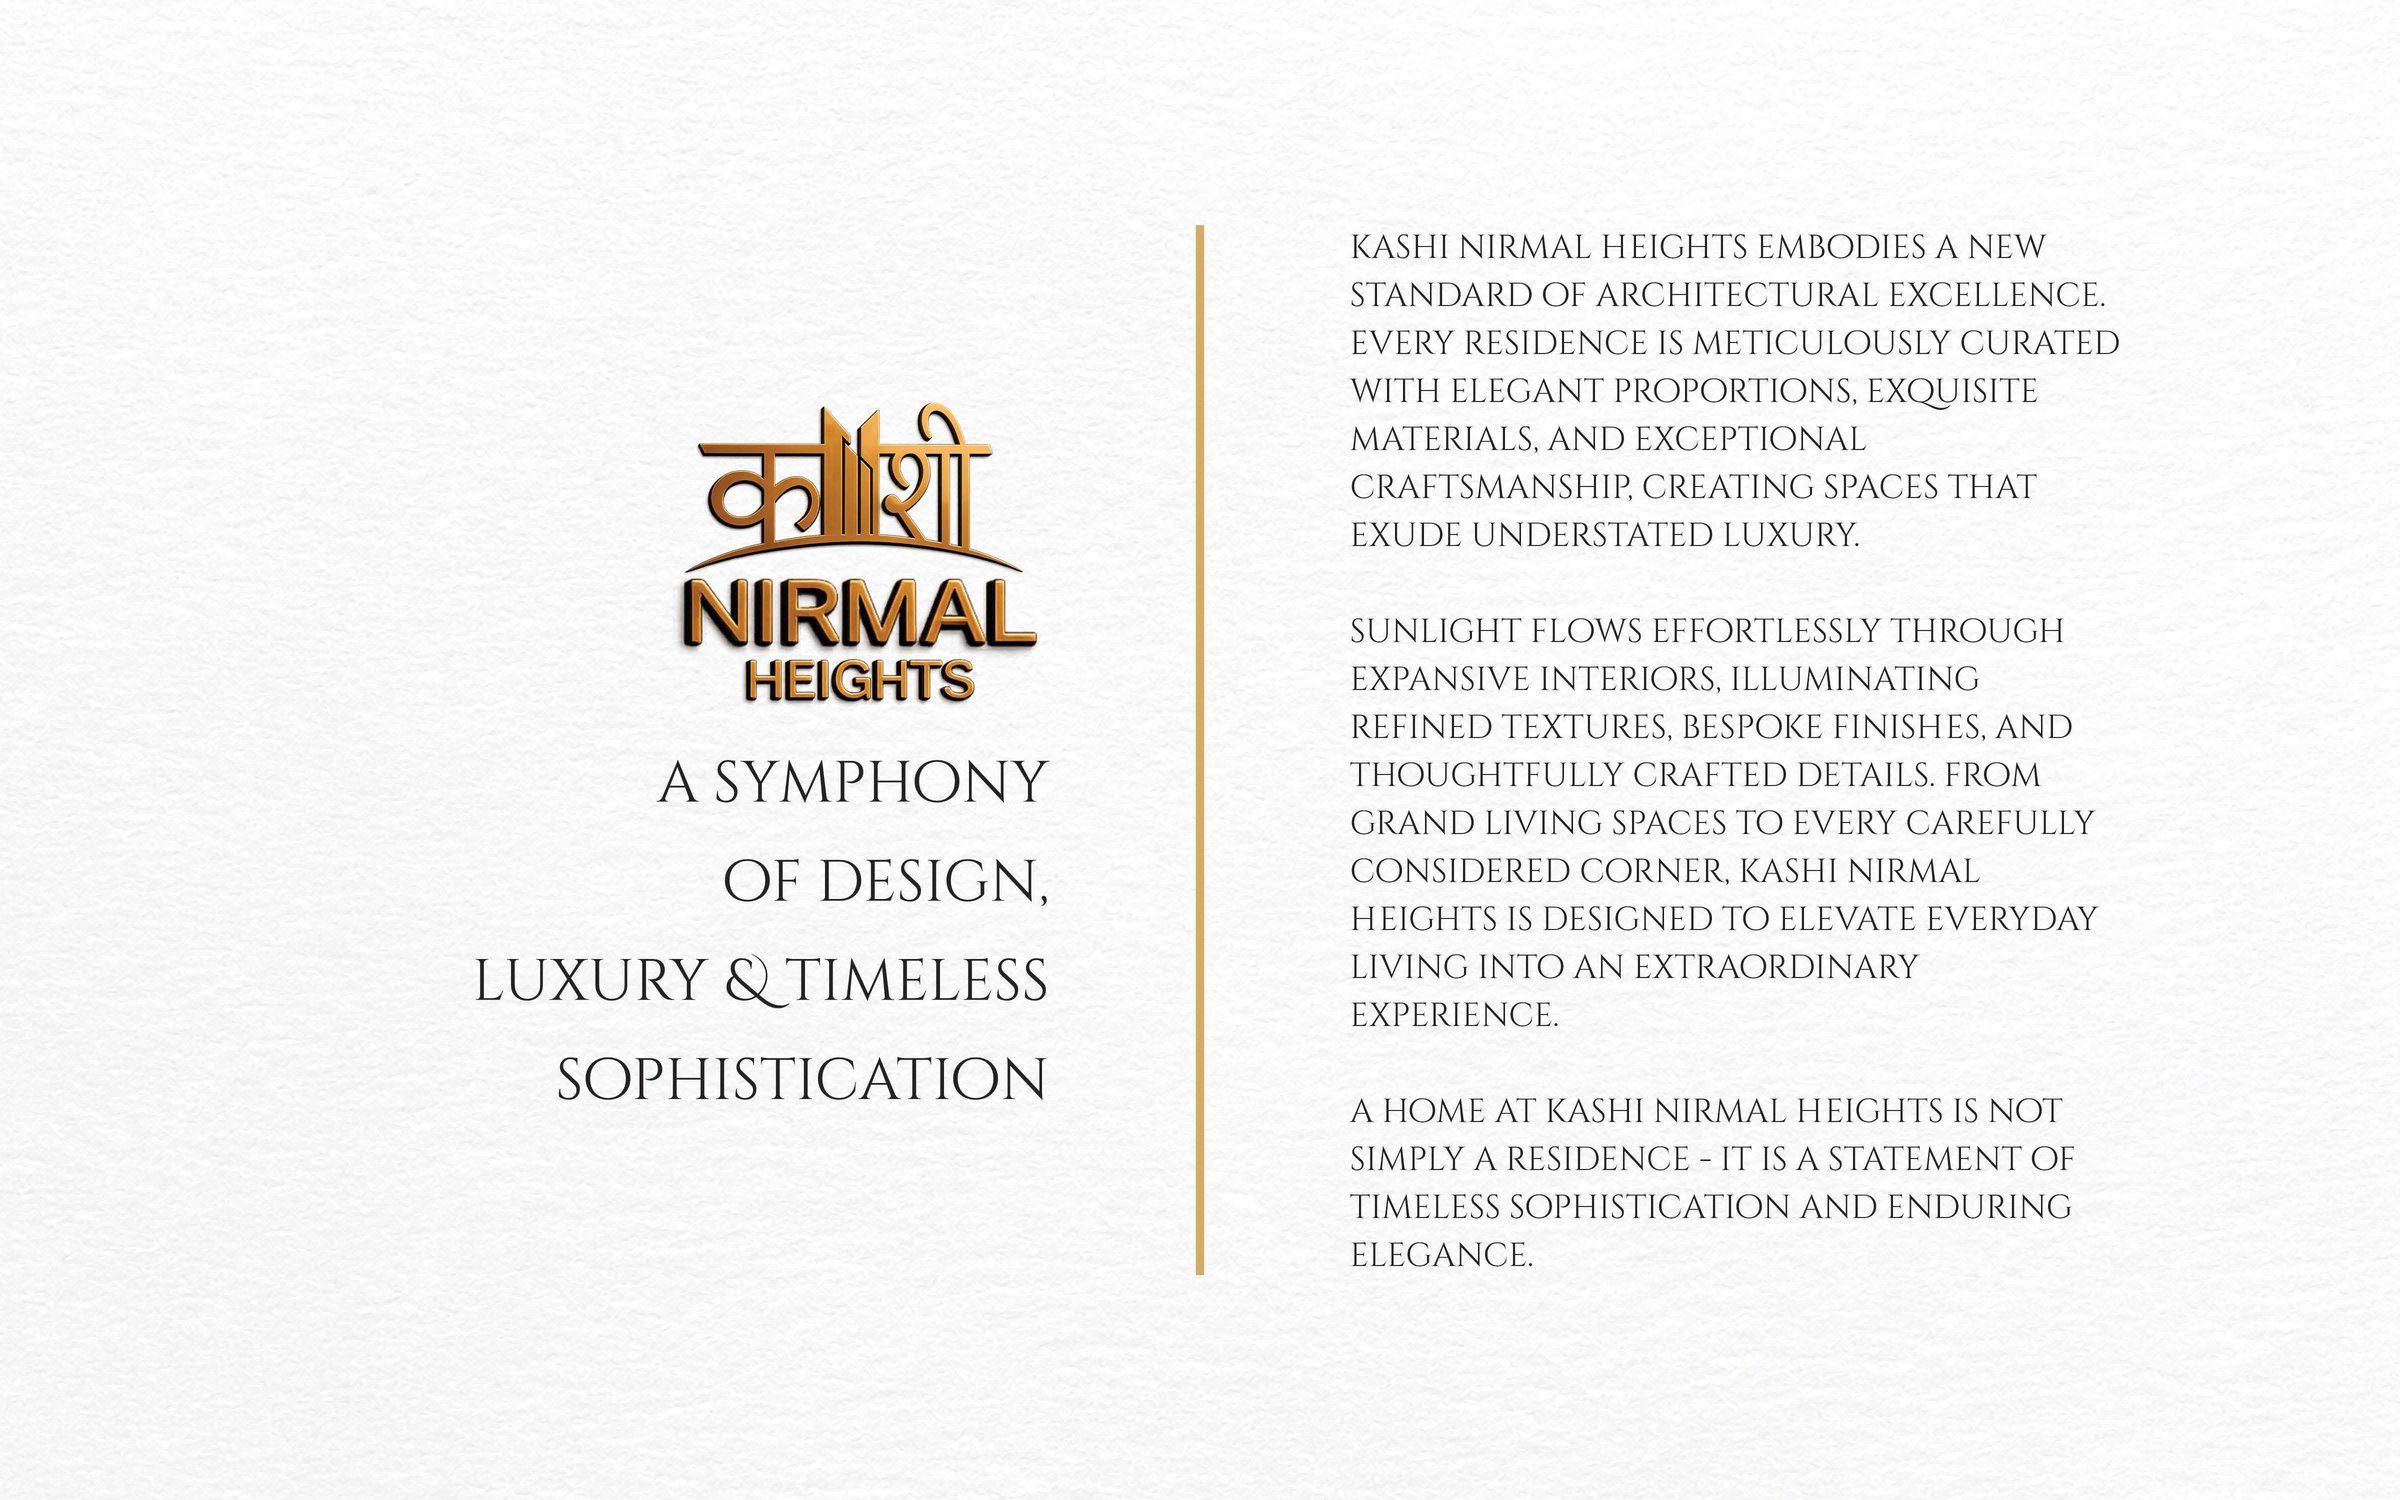 काशी
NIRMAL
HEIGHTS
A SYMPHONY
OF DESIGN,
LUXURY & TIMELESS
SOPHISTICATION
KASHI NIRMAL HEIGHTS EMBODIES A NEW
STANDARD OF ARCHITECTURAL EXCELLENCE.
EVERY RESIDENCE IS METICULOUSLY CURATED
WITH ELEGANT PROPORTIONS, EXQUISITE
MATERIALS, AND EXCEPTIONAL
CRAFTSMANSHIP, CREATING SPACES THAT
EXUDE UNDERSTATED LUXURY.
SUNLIGHT FLOWS EFFORTLESSLY THROUGH
EXPANSIVE INTERIORS, ILLUMINATING
REFINED TEXTURES, BESPOKE FINISHES, AND
THOUGHTFULLY CRAFTED DETAILS. FROM
GRAND LIVING SPACES TO EVERY CAREFULLY
CONSIDERED CORNER, KASHI NIRMAL
HEIGHTS IS DESIGNED TO ELEVATE EVERYDAY
LIVING INTO AN EXTRAORDINARY
EXPERIENCE.
A HOME AT KASHI NIRMAL HEIGHTS IS NOT
SIMPLY A RESIDENCE - IT IS A STATEMENT OF
TIMELESS SOPHISTICATION AND ENDURING
ELEGANCE.